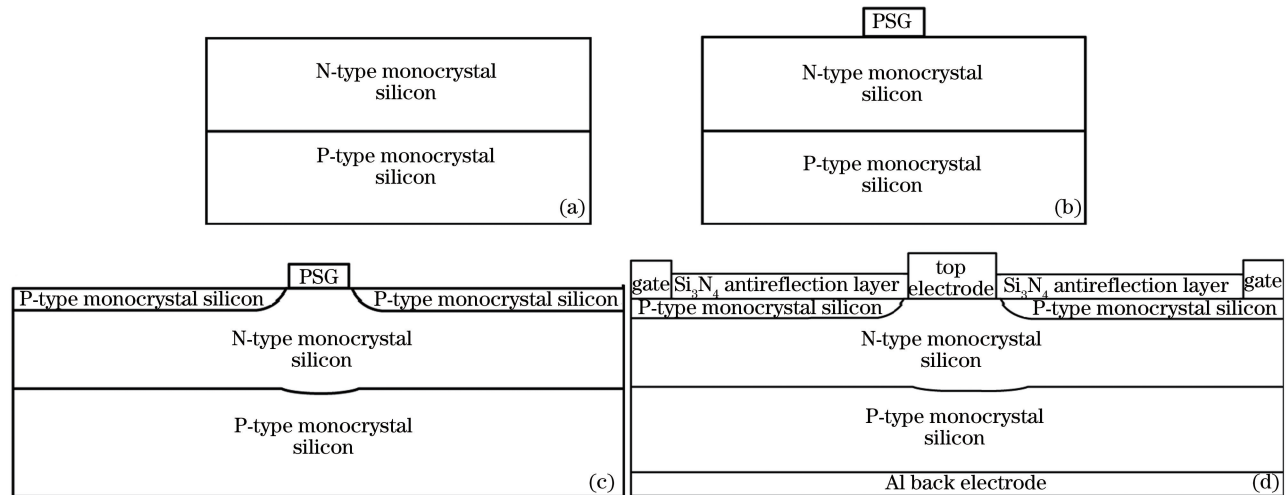 N-type monocrystal
silicon
P-type monocrystal
silicon
(a)
PSG
N-type monocrystal
silicon
P-type monocrystal
silicon
(b)
PSG
P-type monocrystal silicon
P-type monocrystal silicon
N-type monocrystal
silicon
P-type monocrystal
silicon
(c)
gate
Si₃N₄ antireflection layer
top
electrode
Si₃N₄ antireflection layer
gate
P-type monocrystal silicon
P-type monocrystal silicon
N-type monocrystal
silicon
P-type monocrystal
silicon
Al back electrode
(d)